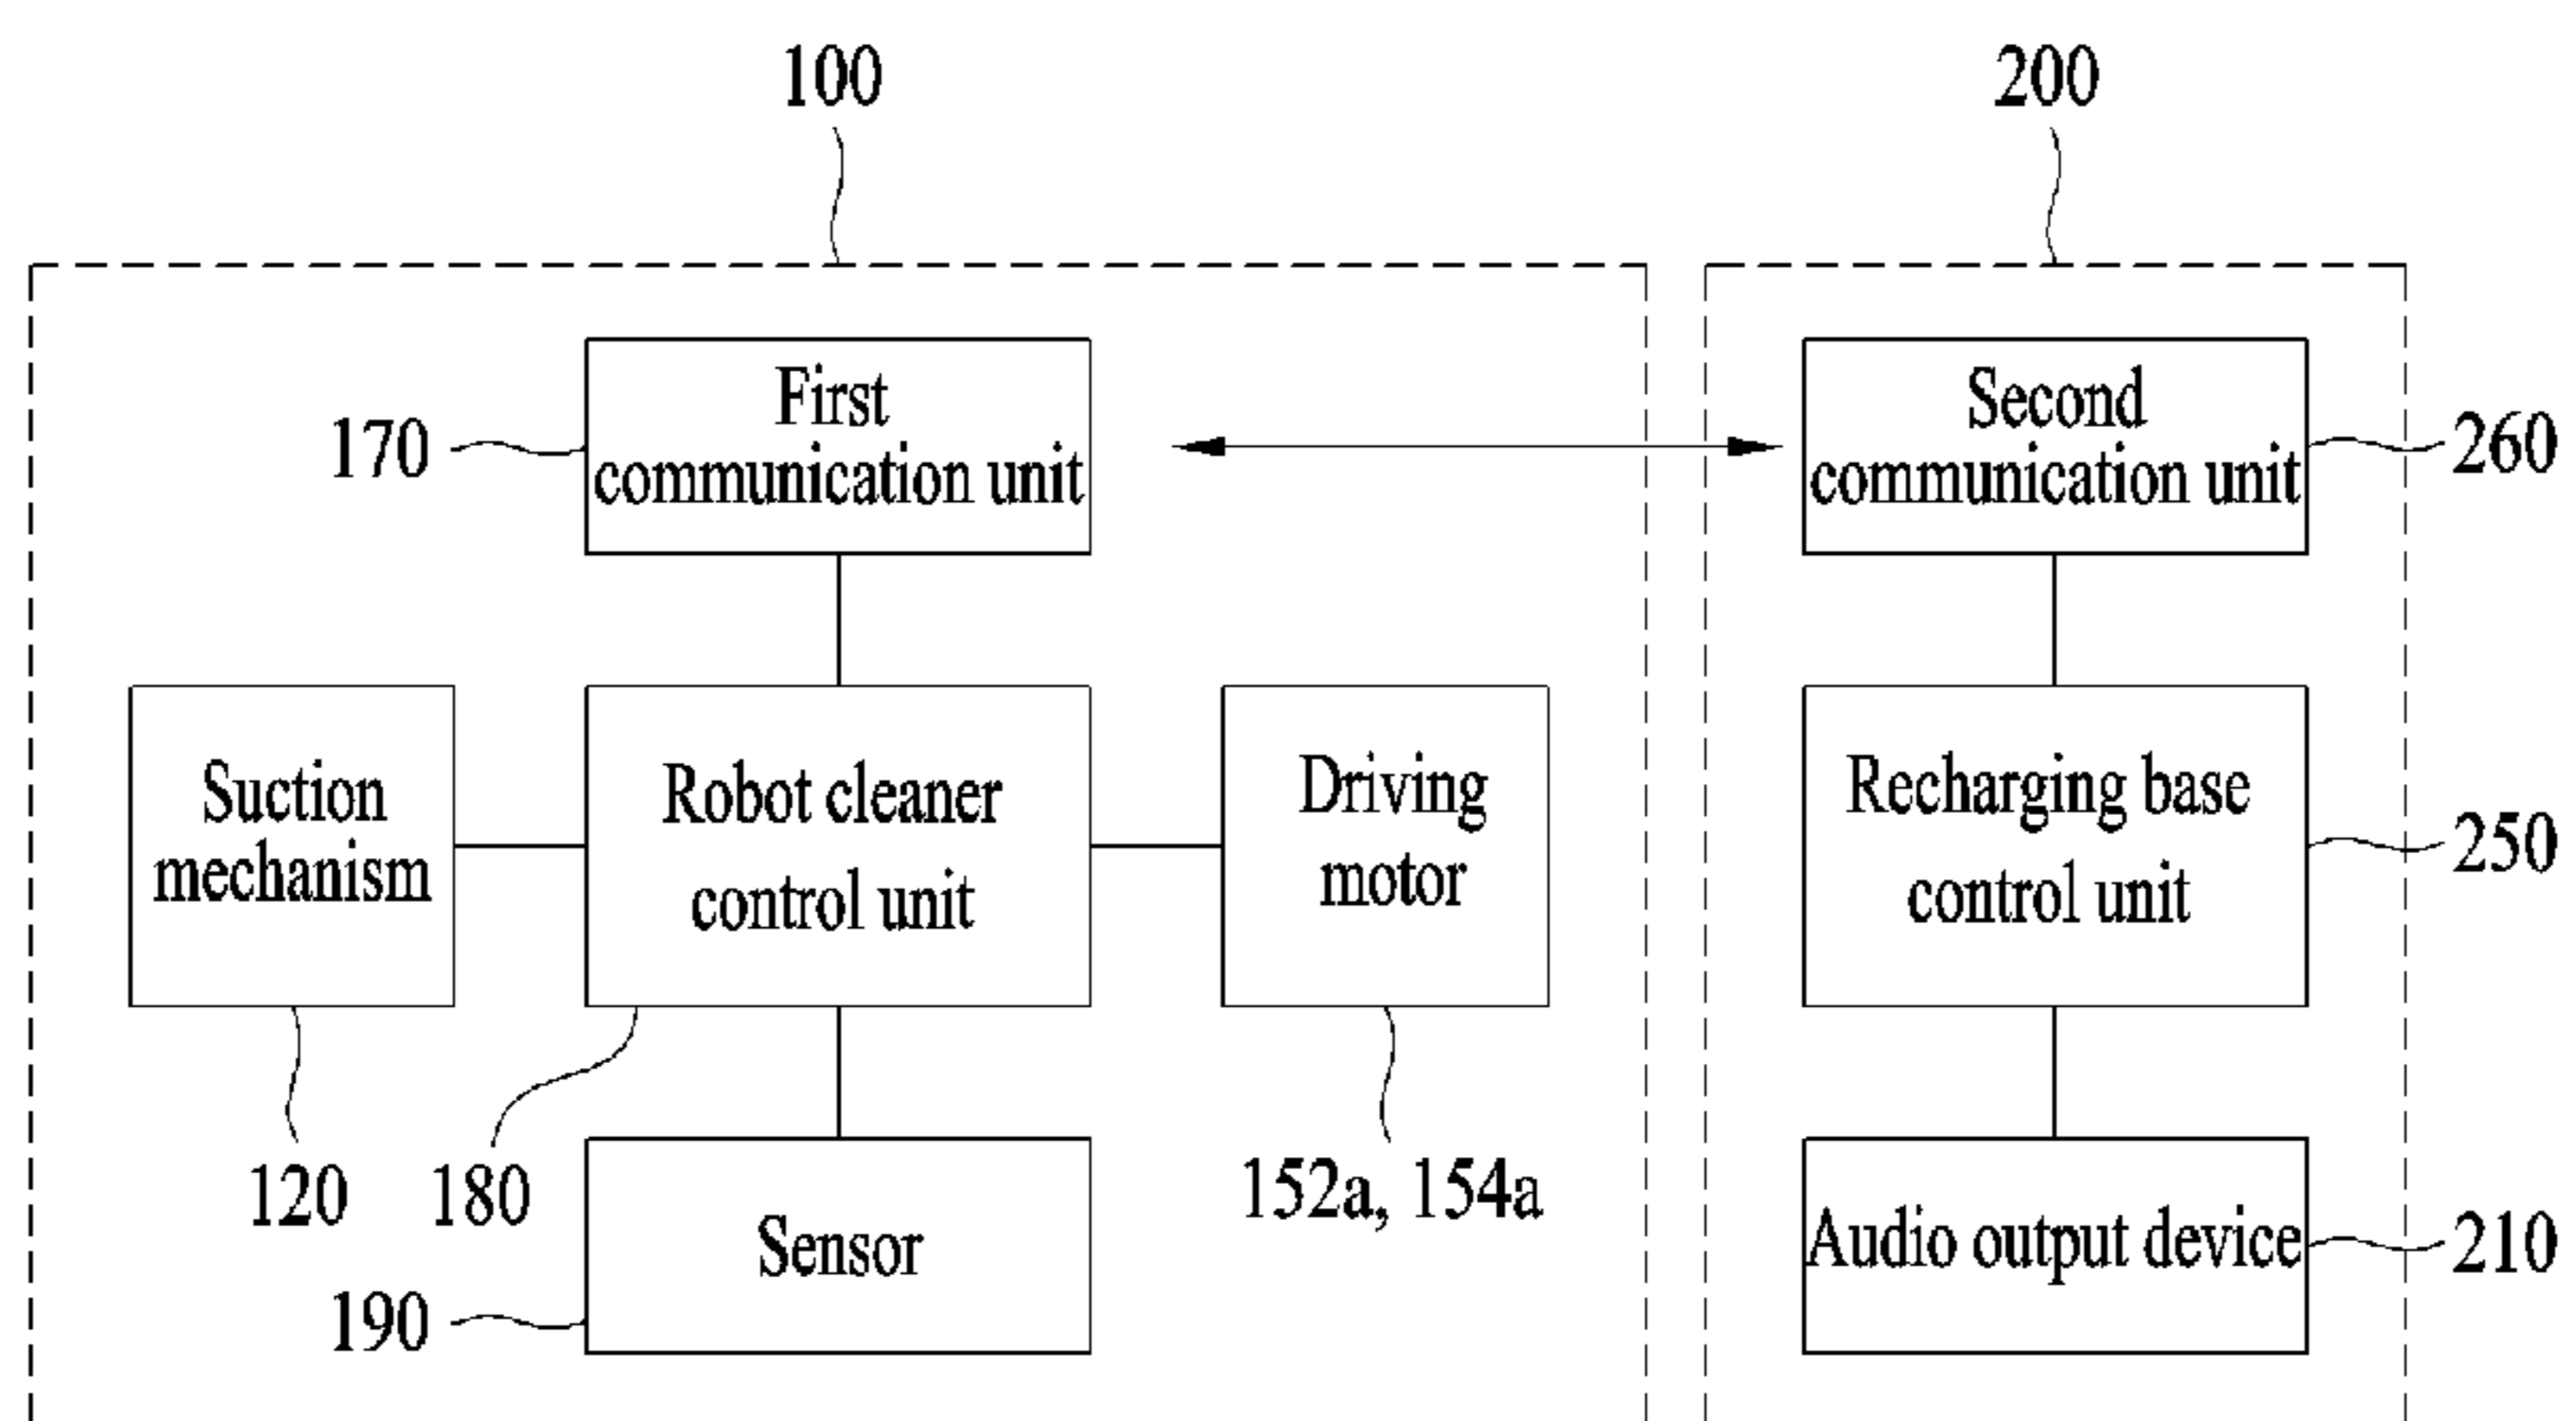 100
200
First
communication unit
170
Second
communication unit
260
Suction
mechanism
Robot cleaner
control unit
Driving
motor
Recharging base
control unit
250
120
180
152a, 154a
Sensor
190
Audio output device
210